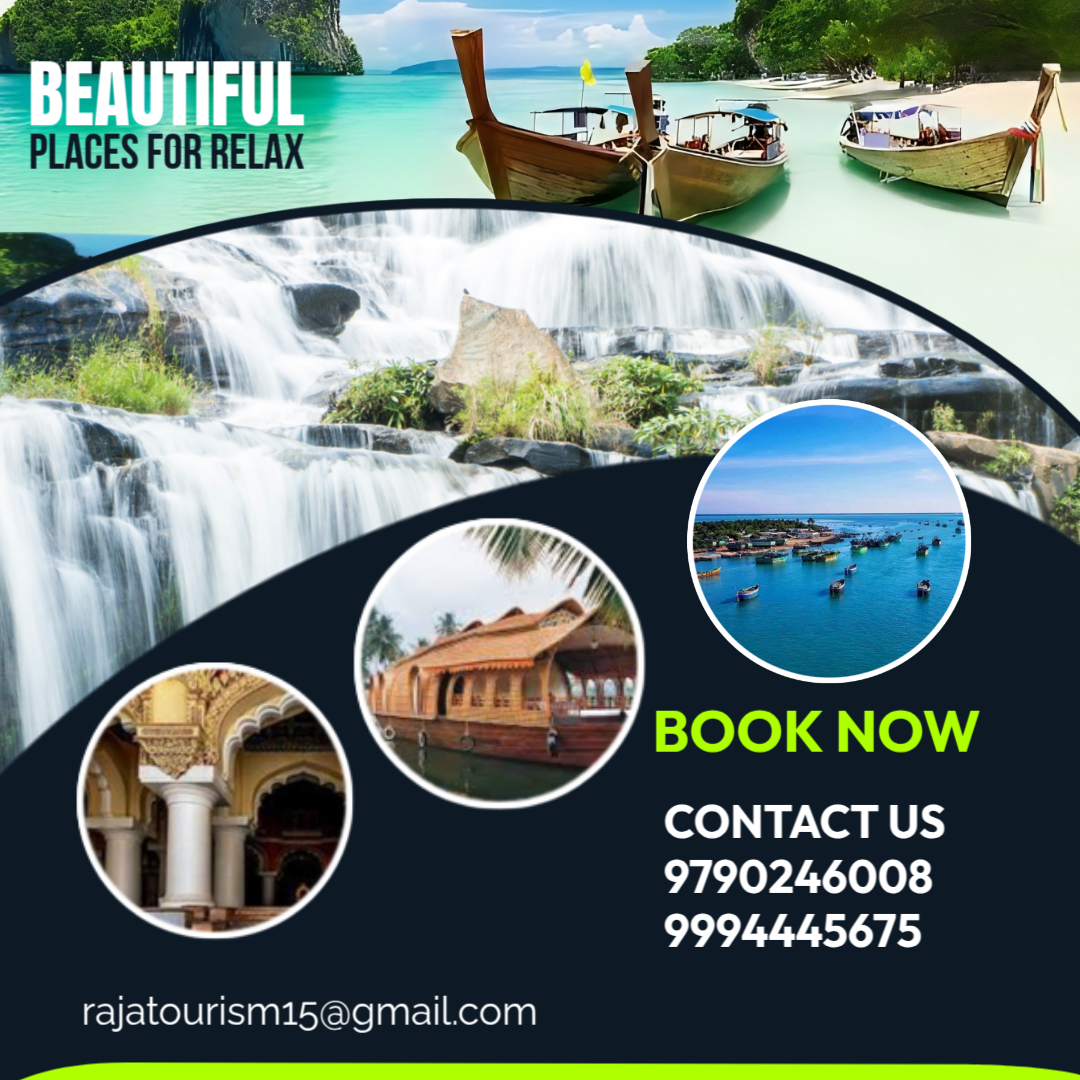 BEAUTIFUL
PLACES FOR RELAX
BOOK NOW
CONTACT US
9790246008
9994445675
rajatourism15@gmail.com